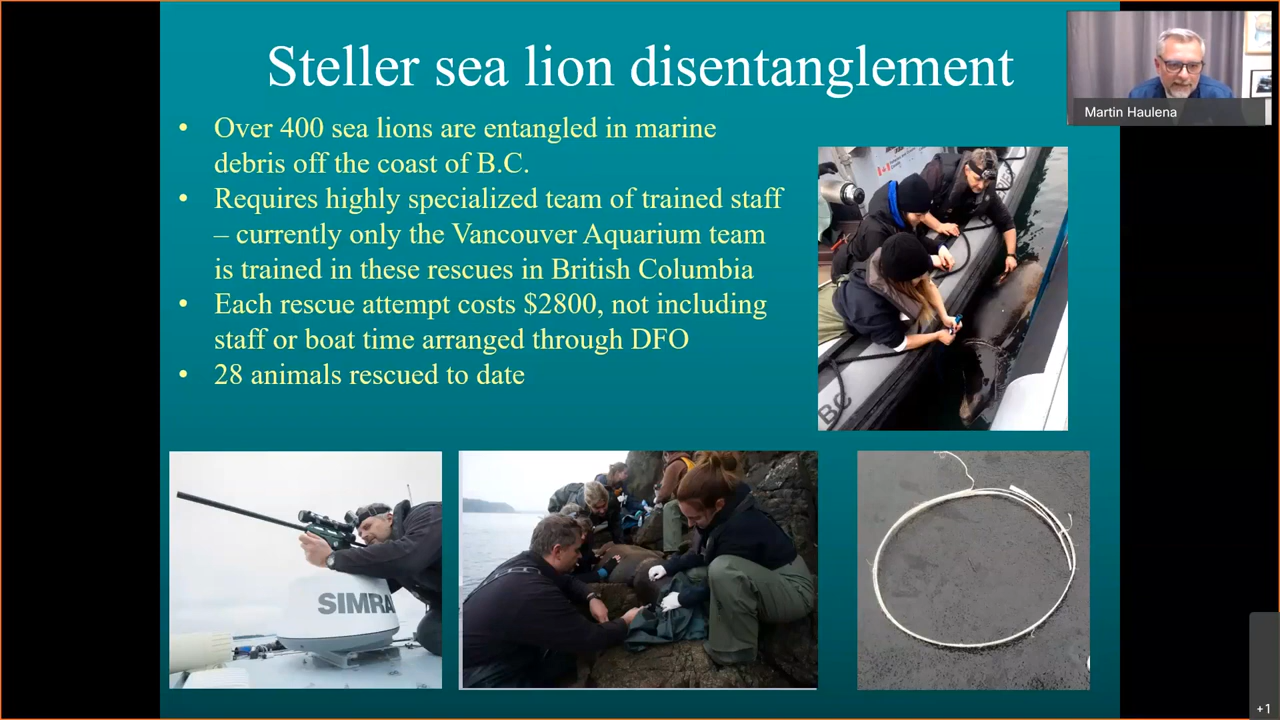 Steller sea lion disentanglement
Martin Haulena
• Over 400 sea lions are entangled in marine
debris off the coast of B.C.
• Requires highly specialized team of trained staff
– currently only the Vancouver Aquarium team
is trained in these rescues in British Columbia
• Each rescue attempt costs $2800, not including
staff or boat time arranged through DFO
• 28 animals rescued to date
BC
SIMRA
+1